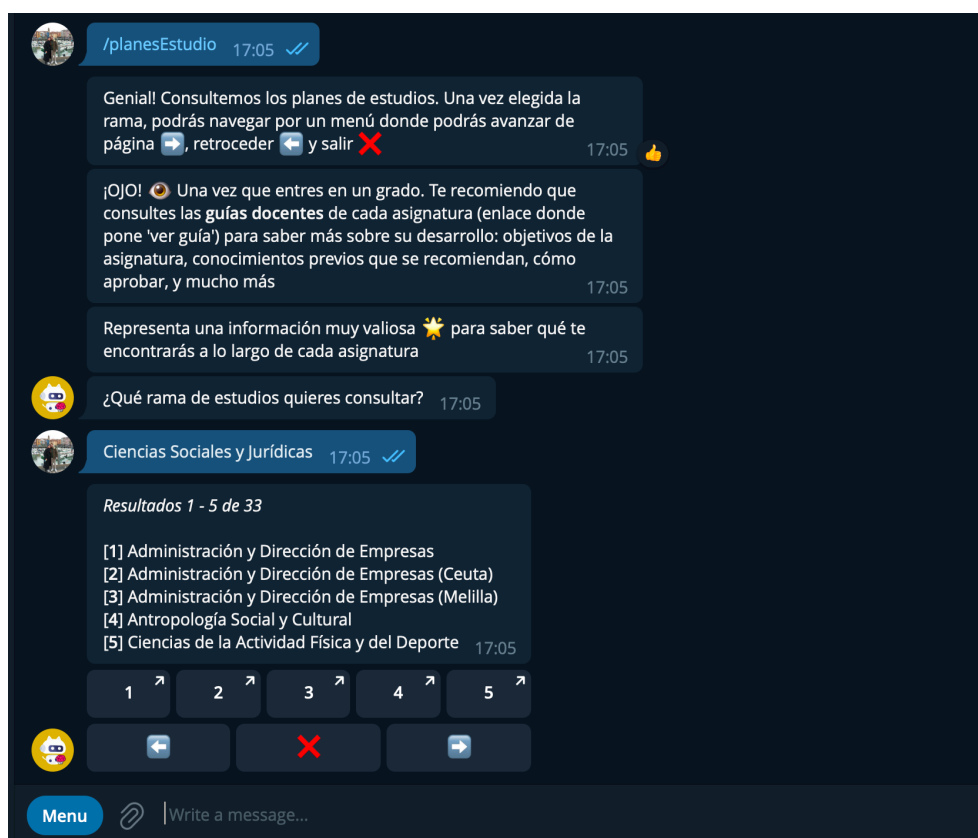 /planesEstudio 17:05
Genial! Consultemos los planes de estudios. Una vez elegida la
rama, podrás navegar por un menú donde podrás avanzar de
página ➡️, retroceder ⬅️ y salir ❌ 17:05
¡OJO! 👁️ Una vez que entres en un grado. Te recomiendo que
consultes las guías docentes de cada asignatura (enlace donde
pone 'ver guía') para saber más sobre su desarrollo: objetivos de la
asignatura, conocimientos previos que se recomiendan, cómo
aprobar, y mucho más 17:05
Representa una información muy valiosa 🌟 para saber qué te
encontrarás a lo largo de cada asignatura 17:05
¿Qué rama de estudios quieres consultar? 17:05
Ciencias Sociales y Jurídicas 17:05
Resultados 1 - 5 de 33
[1] Administración y Dirección de Empresas
[2] Administración y Dirección de Empresas (Ceuta)
[3] Administración y Dirección de Empresas (Melilla)
[4] Antropología Social y Cultural
[5] Ciencias de la Actividad Física y del Deporte 17:05
1 2 3 4 5
Menu Write a message...